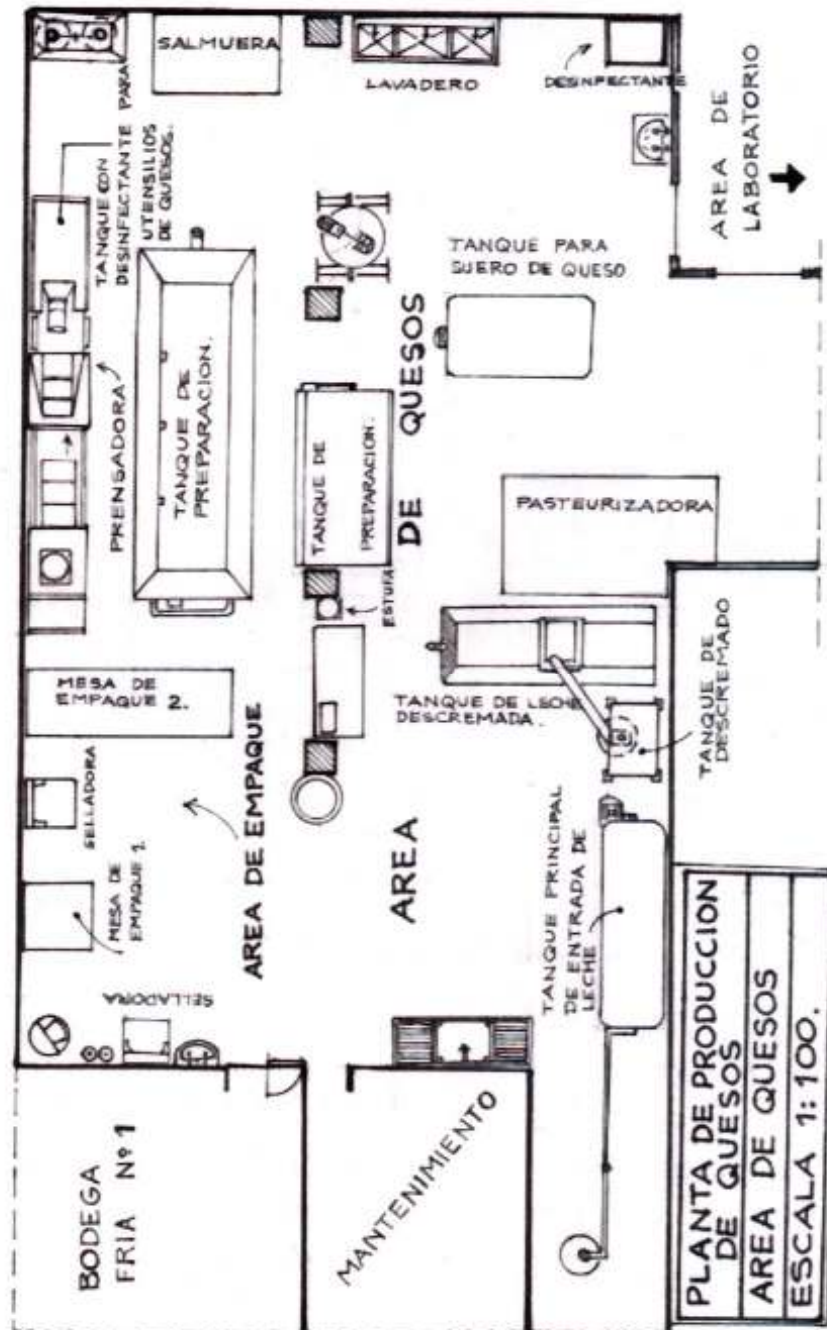 SALMUERA
LAVADERO
DESINFECTANTE
AREA DE
LABORATORIO
TANQUE CON
DESINFECTANTE PARA
UTENSILIOS
DE QUESOS.
TANQUE PARA
SUERO DE QUESO
PRENSADORA
TANQUE DE
PREPARACION.
TANQUE DE
PREPARACION.
AREA DE QUESOS
PASTEURIZADORA
ESTUFA
MESA DE
EMPAQUE 2.
TANQUE DE LECHE
DESCREMADA.
TANQUE DE
DESCREMADO
SELLADORA
AREA DE EMPAQUE
MESA DE
EMPAQUE 1.
TANQUE PRINCIPAL
DE ENTRADA DE
LECHE
SELLADORA
BODEGA
FRIA Nº 1
MANTENIMIENTO
PLANTA DE PRODUCCION
DE QUESOS
AREA DE QUESOS
ESCALA 1:100.